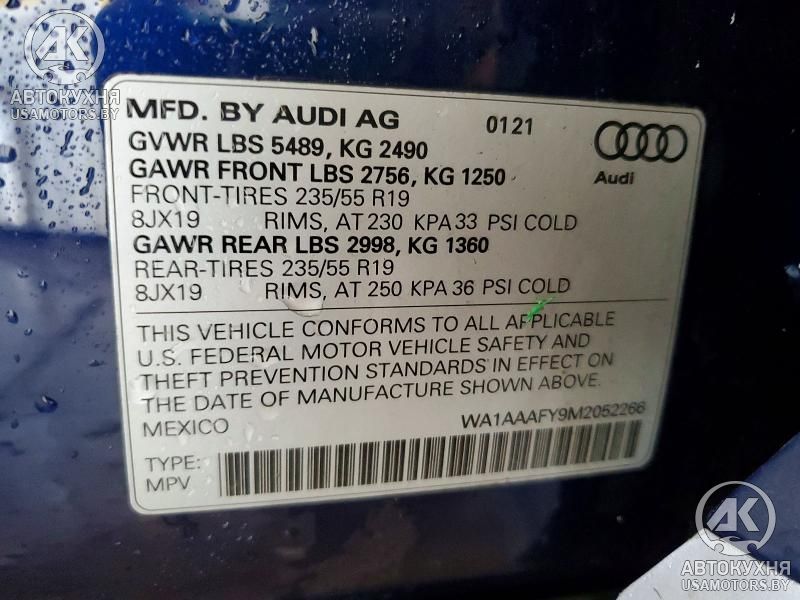 AK
АВТОКУХНЯ
USAMOTORS.BY
MFD. BY AUDI AG 0121
GVWR LBS 5489, KG 2490
GAWR FRONT LBS 2756, KG 1250
Audi
FRONT-TIRES 235/55 R19
8JX19 RIMS, AT 230 KPA 33 PSI COLD
GAWR REAR LBS 2998, KG 1360
REAR-TIRES 235/55 R19
8JX19 RIMS, AT 250 KPA 36 PSI COLD
THIS VEHICLE CONFORMS TO ALL APPLICABLE
U.S. FEDERAL MOTOR VEHICLE SAFETY AND
THEFT PREVENTION STANDARDS IN EFFECT ON
THE DATE OF MANUFACTURE SHOWN ABOVE.
MEXICO WA1AAAFY9M2052266
TYPE:
MPV
AK
АВТОКУХНЯ
USAMOTORS.BY